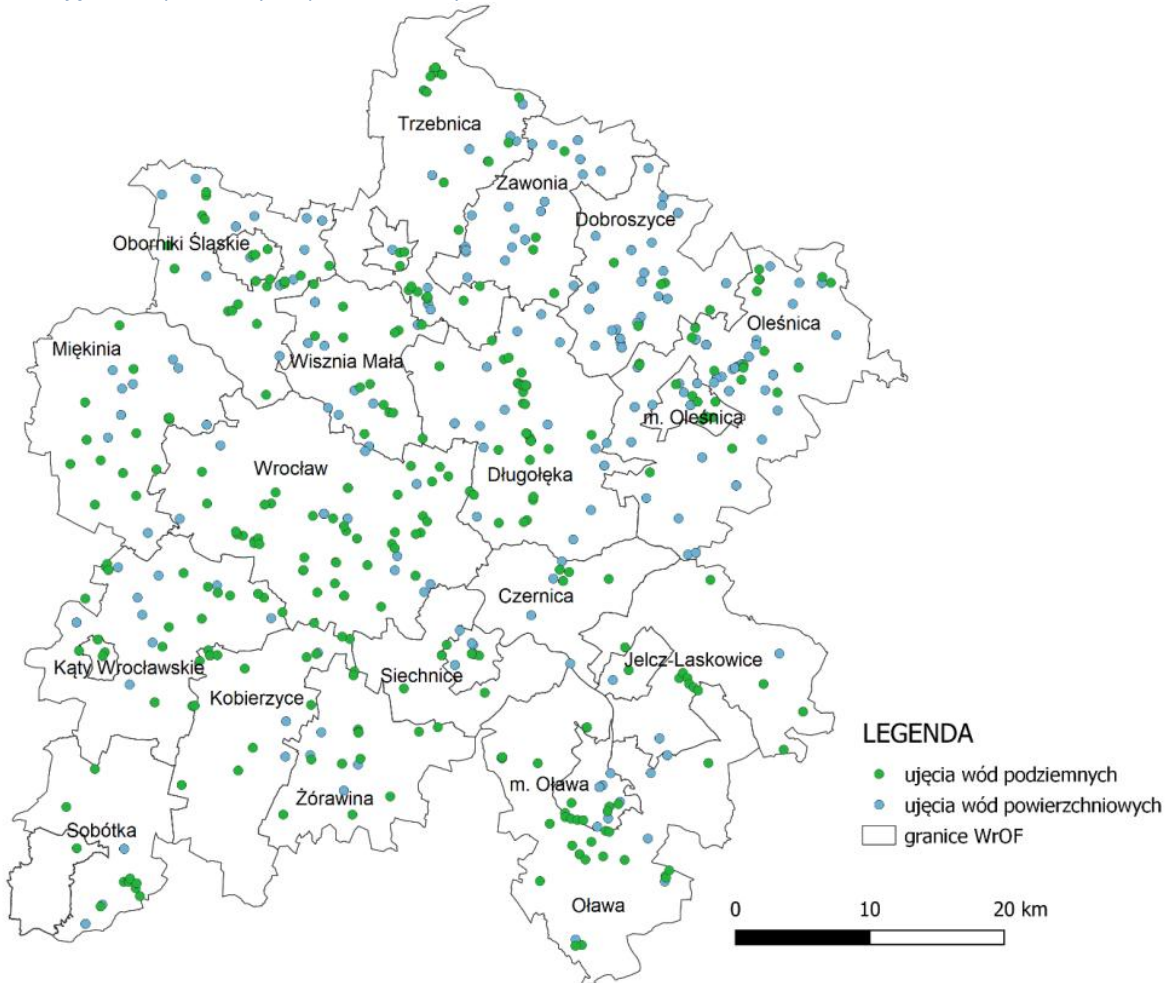 Trzebnica
Zawonia
Dobroszyce
Oborniki Śląskie
Oleśnica
Miękinia
Wisznia Mała
m. Oleśnica
Wrocław
Długołęka
Czernica
Kąty Wrocławskie
Siechnice
Jelcz-Laskowice
Kobierzyce
LEGENDA
ujęcia wód podziemnych
m. Oława
Żórawina
ujęcia wód powierzchniowych
Sobótka
granice WrOF
Oława
0 10 20 km